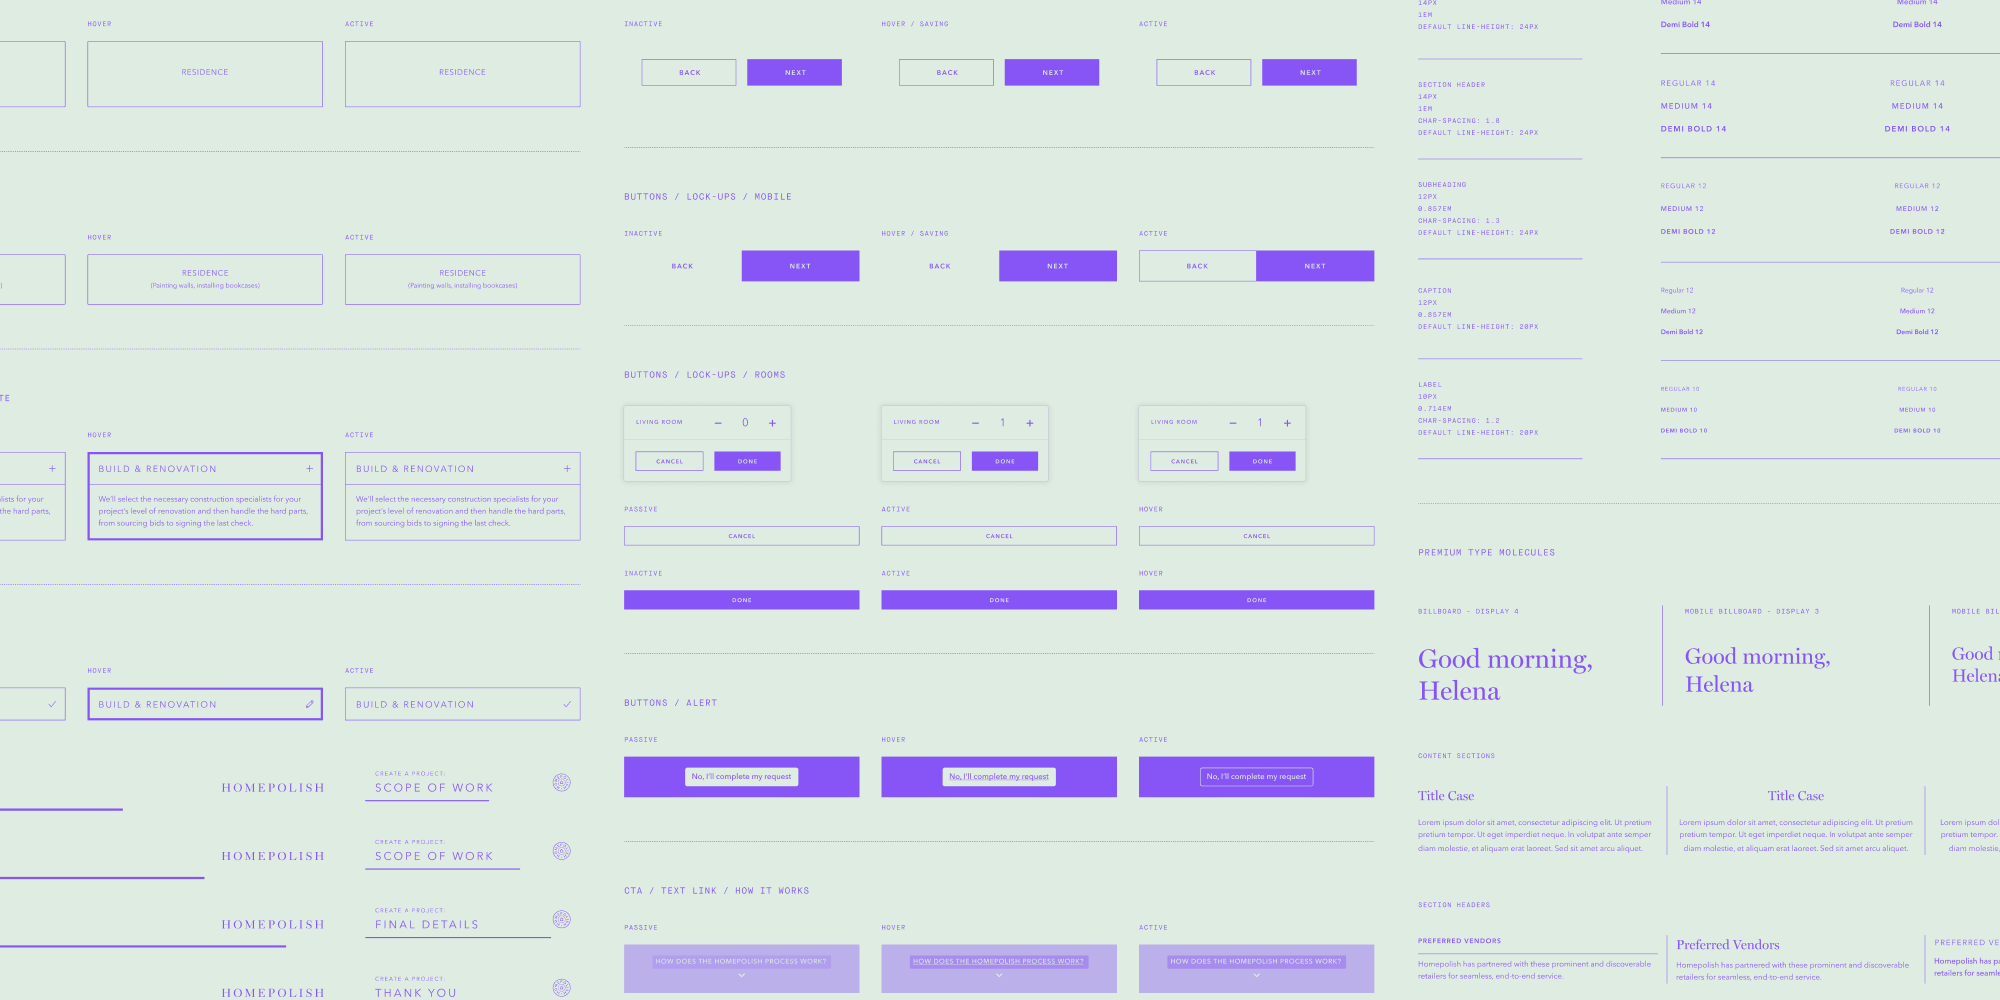 HOVER
ACTIVE
RESIDENCE
RESIDENCE
HOVER
ACTIVE
RESIDENCE
(Painting walls, installing bookcases)
RESIDENCE
(Painting walls, installing bookcases)
)
TE
HOVER
ACTIVE
+
BUILD & RENOVATION +
BUILD & RENOVATION +
alists for your
the hard parts,
We'll select the necessary construction specialists for your
project's level of renovation and then handle the hard parts,
from sourcing bids to signing the last check.
We'll select the necessary construction specialists for your
project's level of renovation and then handle the hard parts,
from sourcing bids to signing the last check.
HOVER
ACTIVE
BUILD & RENOVATION
BUILD & RENOVATION
HOMEPOLISH
CREATE A PROJECT:
SCOPE OF WORK
HOMEPOLISH
CREATE A PROJECT:
SCOPE OF WORK
HOMEPOLISH
CREATE A PROJECT:
FINAL DETAILS
HOMEPOLISH
CREATE A PROJECT:
THANK YOU
INACTIVE
HOVER / SAVING
ACTIVE
BACK NEXT
BACK NEXT
BACK NEXT
BUTTONS / LOCK-UPS / MOBILE
INACTIVE
HOVER / SAVING
ACTIVE
BACK NEXT
BACK NEXT
BACK NEXT
BUTTONS / LOCK-UPS / ROOMS
LIVING ROOM − 0 +
CANCEL DONE
LIVING ROOM − 1 +
CANCEL DONE
LIVING ROOM − 1 +
CANCEL DONE
PASSIVE
ACTIVE
HOVER
CANCEL
CANCEL
CANCEL
INACTIVE
ACTIVE
HOVER
DONE
DONE
DONE
BUTTONS / ALERT
PASSIVE
HOVER
ACTIVE
No, I'll complete my request
No, I'll complete my request
No, I'll complete my request
CTA / TEXT LINK / HOW IT WORKS
PASSIVE
HOVER
ACTIVE
HOW DOES THE HOMEPOLISH PROCESS WORK?
HOW DOES THE HOMEPOLISH PROCESS WORK?
HOW DOES THE HOMEPOLISH PROCESS WORK?
14PX
1EM
DEFAULT LINE-HEIGHT: 24PX
Medium 14
Medium 14
Demi Bold 14
Demi Bold 14
SECTION HEADER
14PX
1EM
CHAR-SPACING: 1.8
DEFAULT LINE-HEIGHT: 24PX
REGULAR 14
REGULAR 14
MEDIUM 14
MEDIUM 14
DEMI BOLD 14
DEMI BOLD 14
SUBHEADING
12PX
0.857EM
CHAR-SPACING: 1.3
DEFAULT LINE-HEIGHT: 24PX
REGULAR 12
REGULAR 12
MEDIUM 12
MEDIUM 12
DEMI BOLD 12
DEMI BOLD 12
CAPTION
12PX
0.857EM
DEFAULT LINE-HEIGHT: 20PX
Regular 12
Regular 12
Medium 12
Medium 12
Demi Bold 12
Demi Bold 12
LABEL
10PX
0.714EM
CHAR-SPACING: 1.2
DEFAULT LINE-HEIGHT: 20PX
REGULAR 10
REGULAR 10
MEDIUM 10
MEDIUM 10
DEMI BOLD 10
DEMI BOLD 10
PREMIUM TYPE MOLECULES
BILLBOARD - DISPLAY 4
Good morning,
Helena
MOBILE BILLBOARD - DISPLAY 3
Good morning,
Helena
MOBILE BIL
Good
Helena
CONTENT SECTIONS
Title Case
Lorem ipsum dolor sit amet, consectetur adipiscing elit. Ut pretium
pretium tempor. Ut eget imperdiet neque. In volutpat ante semper
diam molestie, et aliquam erat laoreet. Sed sit amet arcu aliquet.
Title Case
Lorem ipsum dolor sit amet, consectetur adipiscing elit. Ut pretium
pretium tempor. Ut eget imperdiet neque. In volutpat ante semper
diam molestie, et aliquam erat laoreet. Sed sit amet arcu aliquet.
Lorem ipsum dol
pretium tempor.
diam molestie,
SECTION HEADERS
PREFERRED VENDORS
Homepolish has partnered with these prominent and discoverable
retailers for seamless, end-to-end service.
Preferred Vendors
Homepolish has partnered with these prominent and discoverable
retailers for seamless, end-to-end service.
PREFERRED VE
Homepolish has pa
retailers for seamle